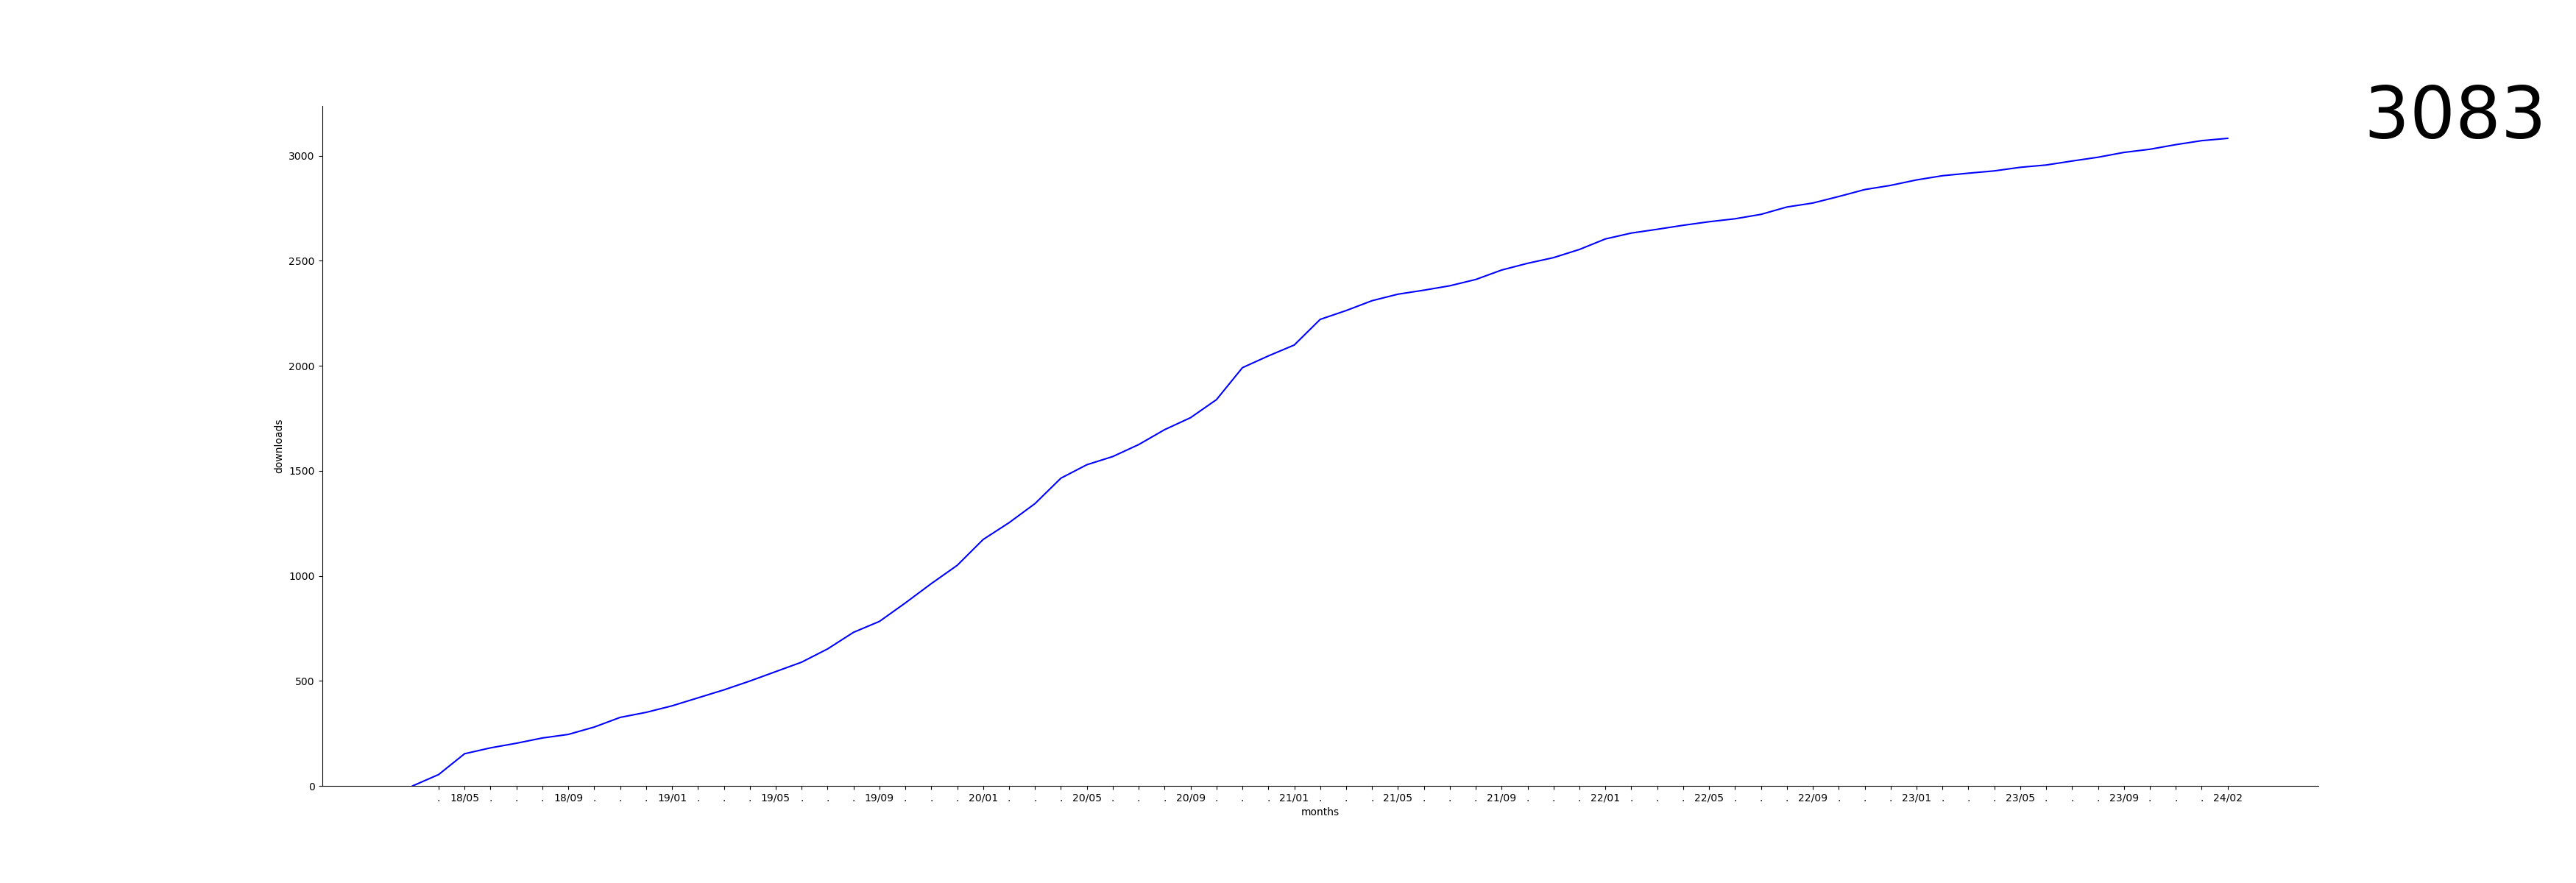 3083
3000
2500
2000
1500
1000
500
0
downloads
. 18/05 . . . 18/09 . . . 19/01 . . . 19/05 . . . 19/09 . . . 20/01 . . . 20/05 . . . 20/09 . . . 21/01 . . . 21/05 . . . 21/09 . . . 22/01 . . . 22/05 . . . 22/09 . . . 23/01 . . . 23/05 . . . 23/09 . . . 24/02
months